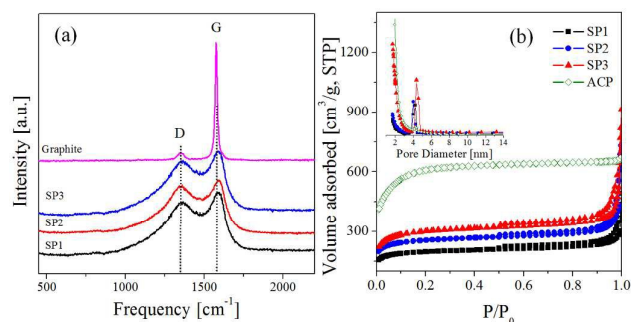 (a)
G
D
Graphite
SP3
SP2
SP1
Intensity [a.u.]
500 1000 1500 2000
Frequency [cm-1]
(b)
SP1
SP2
SP3
ACP
1200
900
600
300
0 2 4 6 8 10 12 14
Pore Diameter [nm]
Volume adsorbed [cm3/g, STP]
0.0 0.2 0.4 0.6 0.8 1.0
P/P0